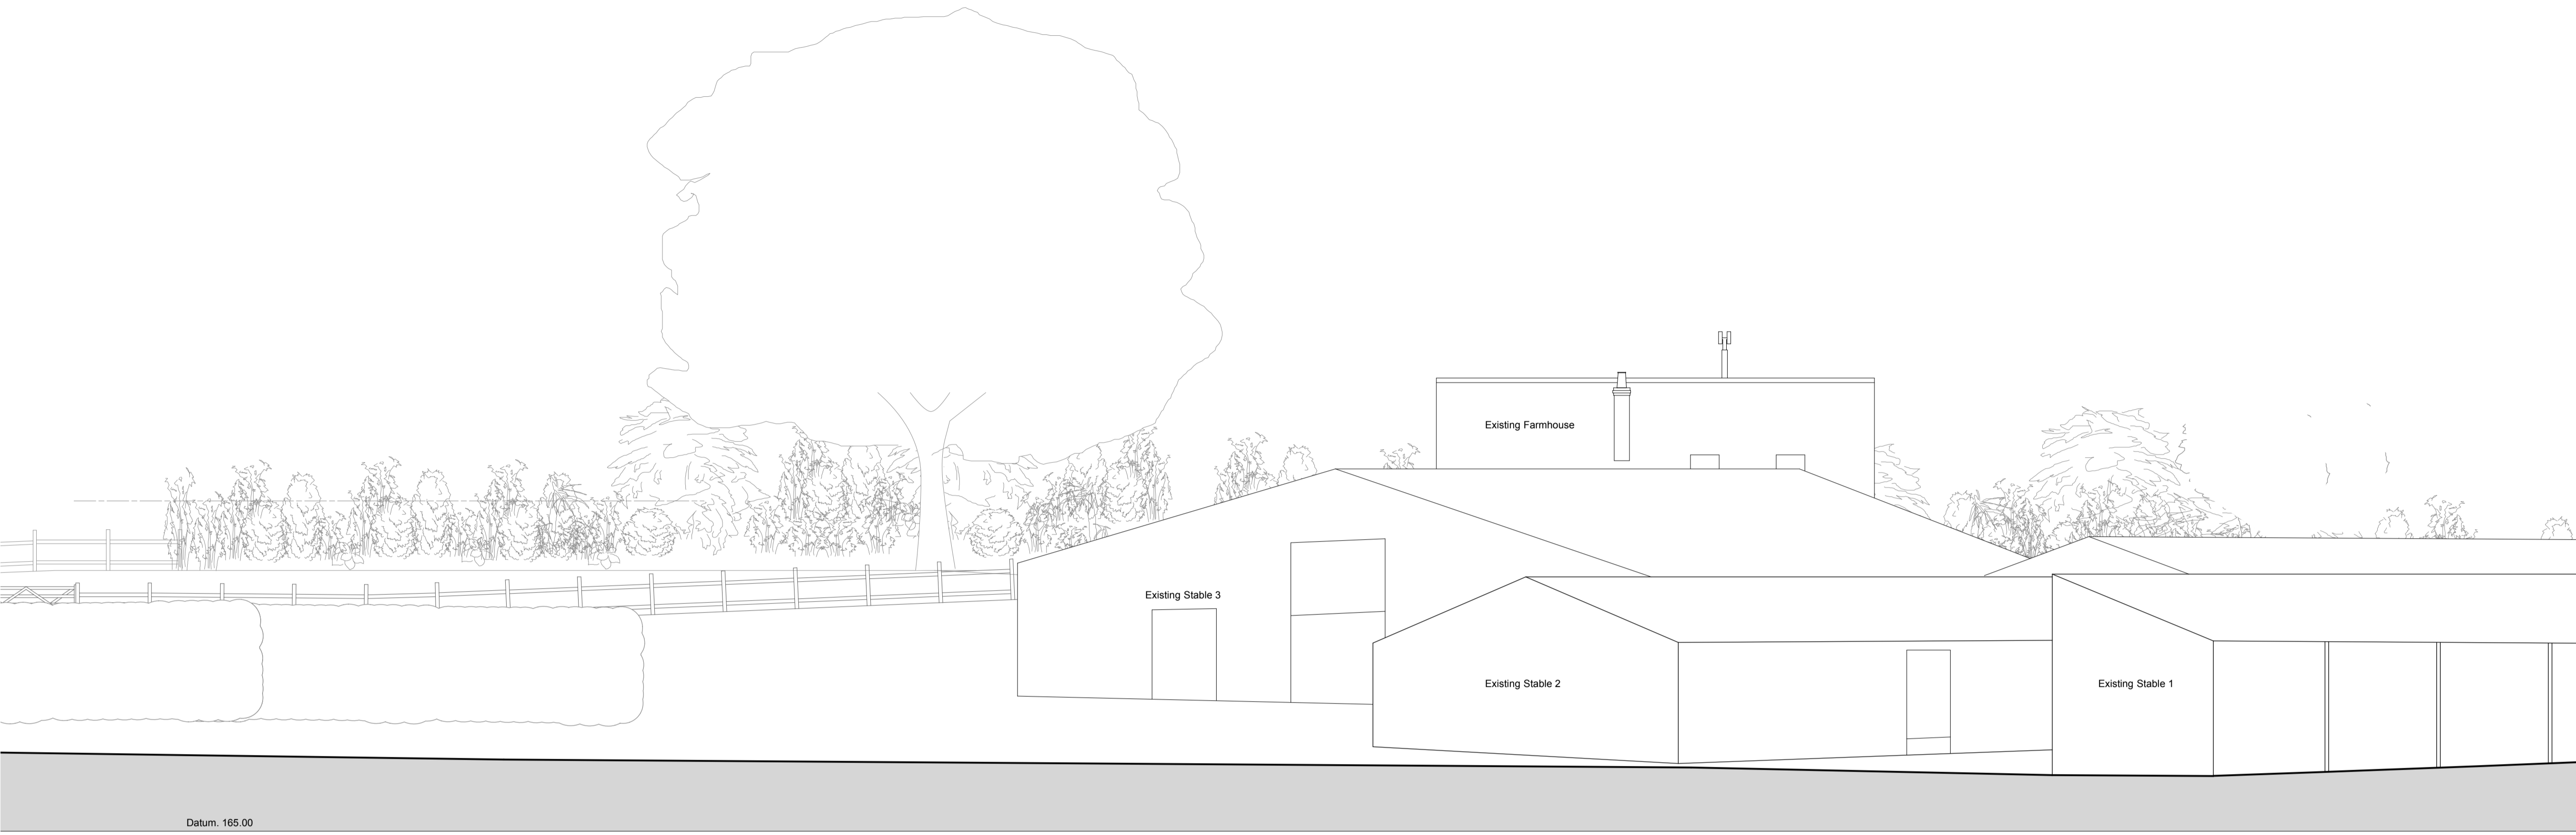 Existing Farmhouse
Existing Stable 3
Existing Stable 2
Existing Stable 1
Datum. 165.00